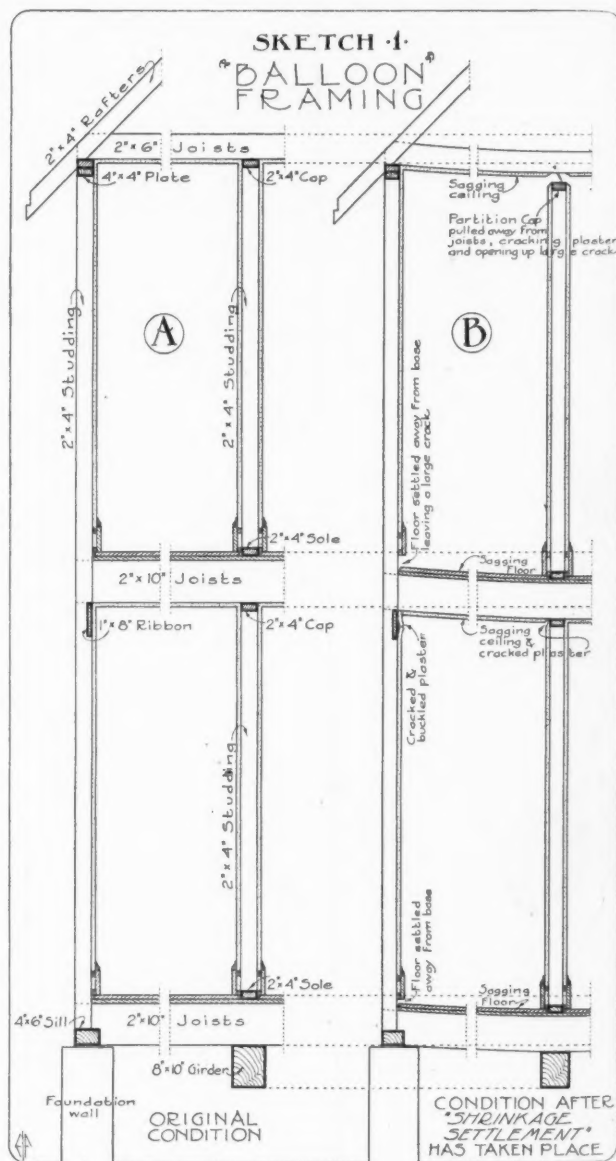 SKETCH ·1·
"BALLOON"
FRAMING
2"x4" Rafters
2"x6" Joists
4"x4" Plate
2"x4" Cap
A
2"x4" Studding
2"x4" Studding
2"x4" Sole
2"x10" Joists
1"x8" Ribbon
2"x4" Cap
2"x4" Studding
2"x4" Sole
4"x6" Sill
2"x10" Joists
8"x10" Girder
Foundation
wall
ORIGINAL
CONDITION
Sagging
ceiling
Partition Cap
pulled away from
joists, cracking plaster
and opening up large crack
B
Floor settled away from base
leaving a large crack
Sagging
Floor
Sagging
ceiling &
cracked plaster
Cracked &
buckled plaster
Floor settled
away from base
Sagging
Floor
CONDITION AFTER
"SHRINKAGE
SETTLEMENT"
HAS TAKEN PLACE